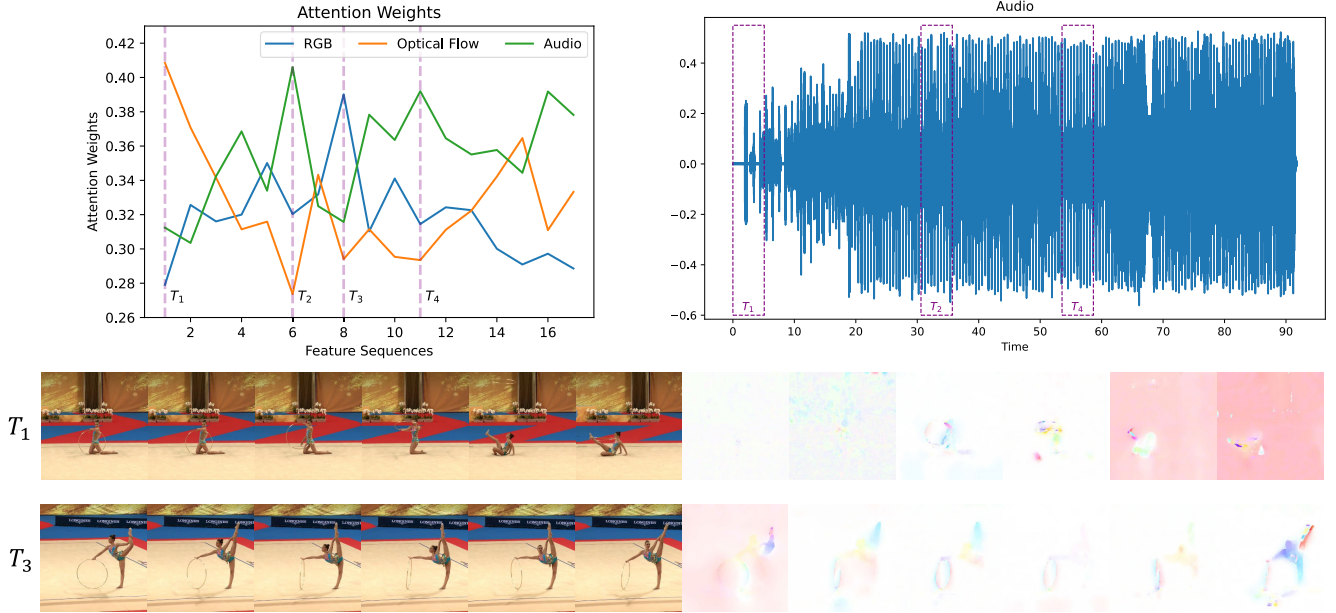 Attention Weights
RGB
Optical Flow
Audio
Attention Weights
0.42
0.40
0.38
0.36
0.34
0.32
0.30
0.28
0.26
T1
T2
T3
T4
2 4 6 8 10 12 14 16
Feature Sequences
Audio
0.4
0.2
0.0
−0.2
−0.4
−0.6
T1
T2
T4
0 10 20 30 40 50 60 70 80 90
Time
T1
T3